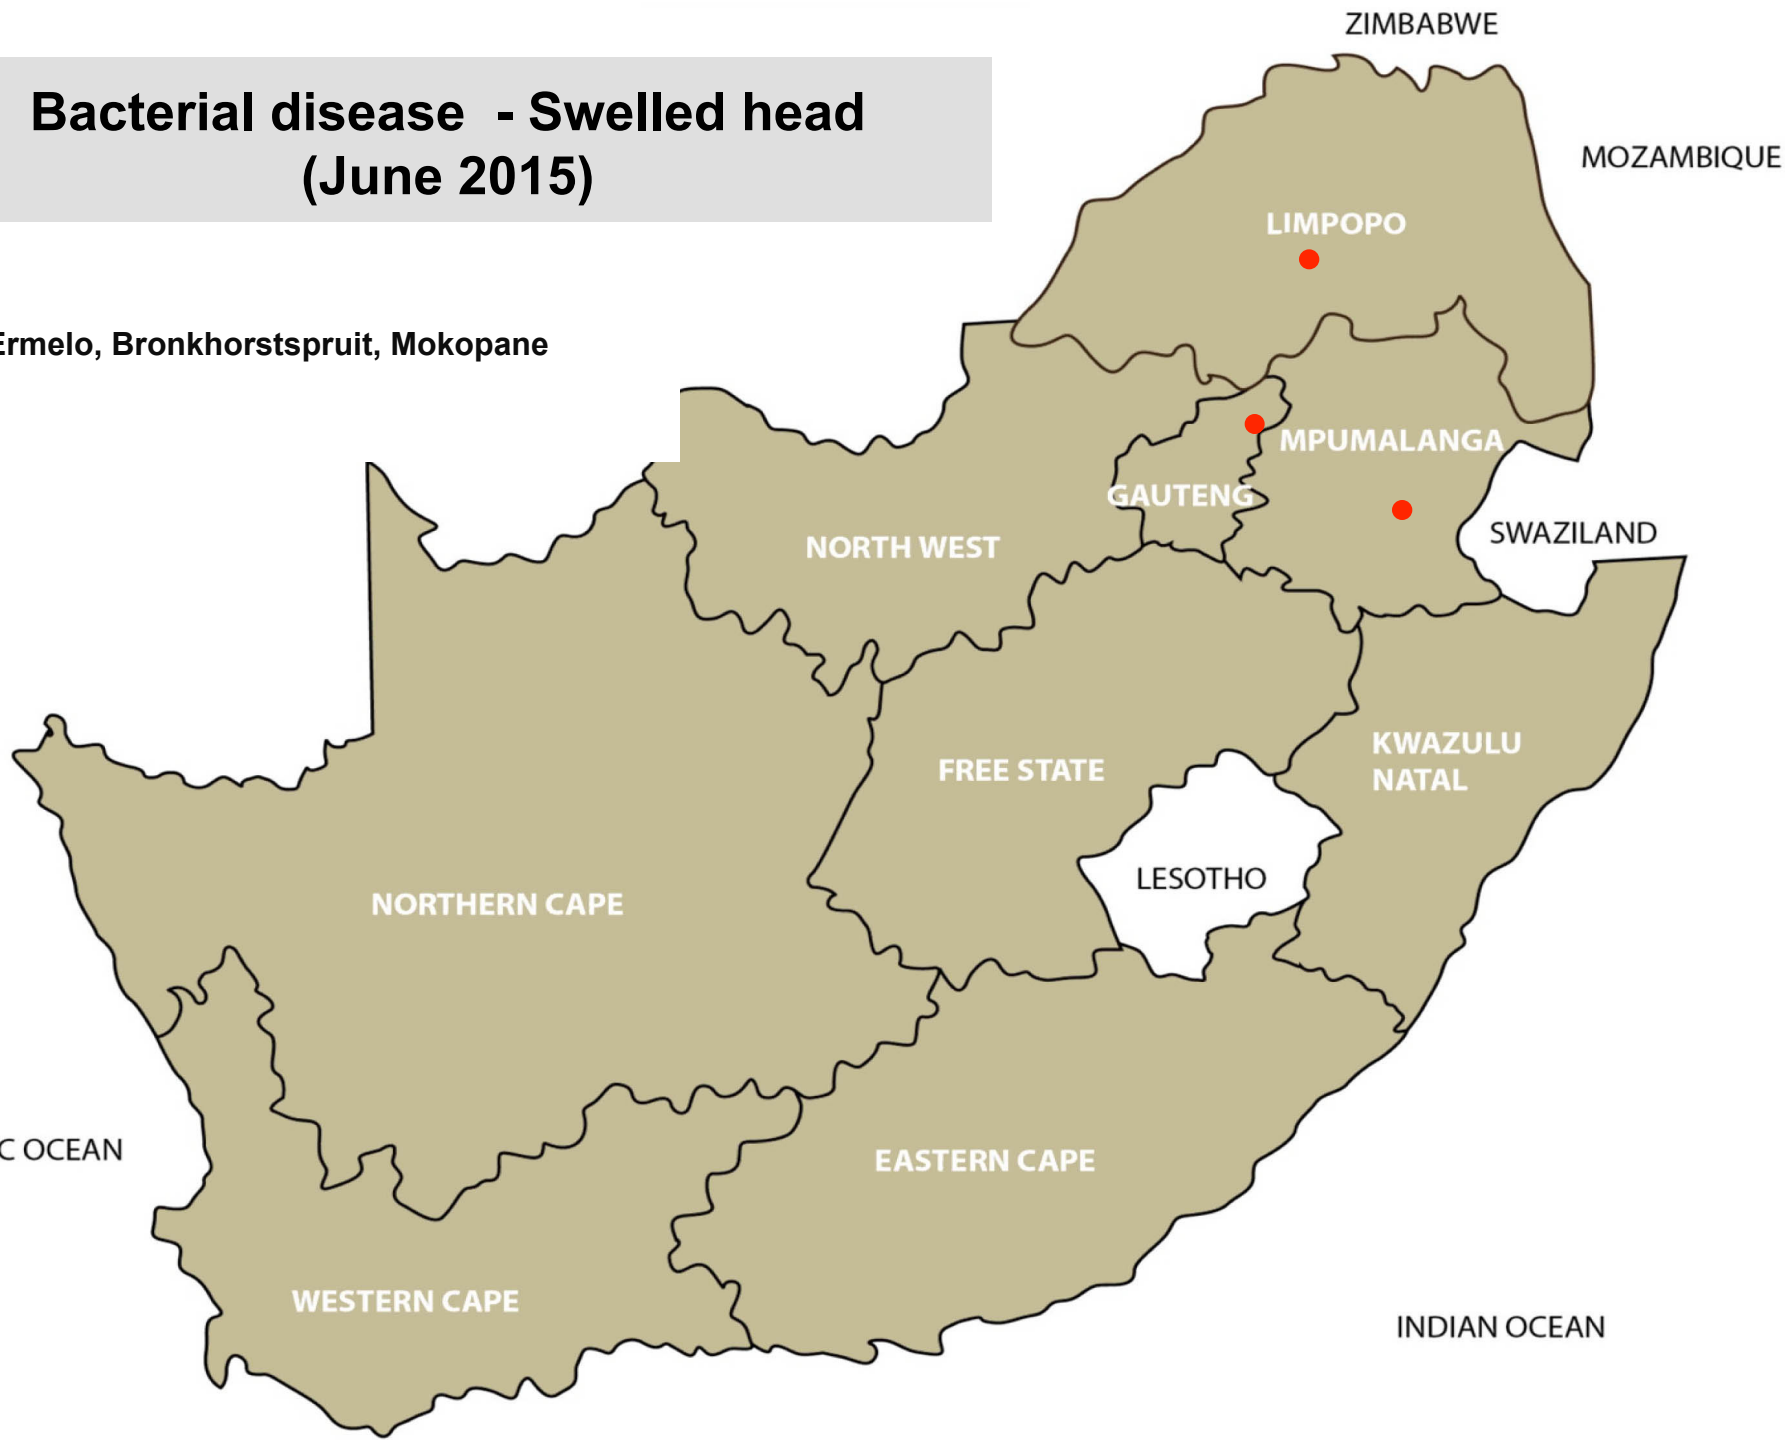 ZIMBABWE
Bacterial disease - Swelled head
(June 2015)
MOZAMBIQUE
LIMPOPO
Ermelo, Bronkhorstspruit, Mokopane
MPUMALANGA
GAUTENG
SWAZILAND
NORTH WEST
KWAZULU
NATAL
FREE STATE
LESOTHO
NORTHERN CAPE
C OCEAN
EASTERN CAPE
WESTERN CAPE
INDIAN OCEAN